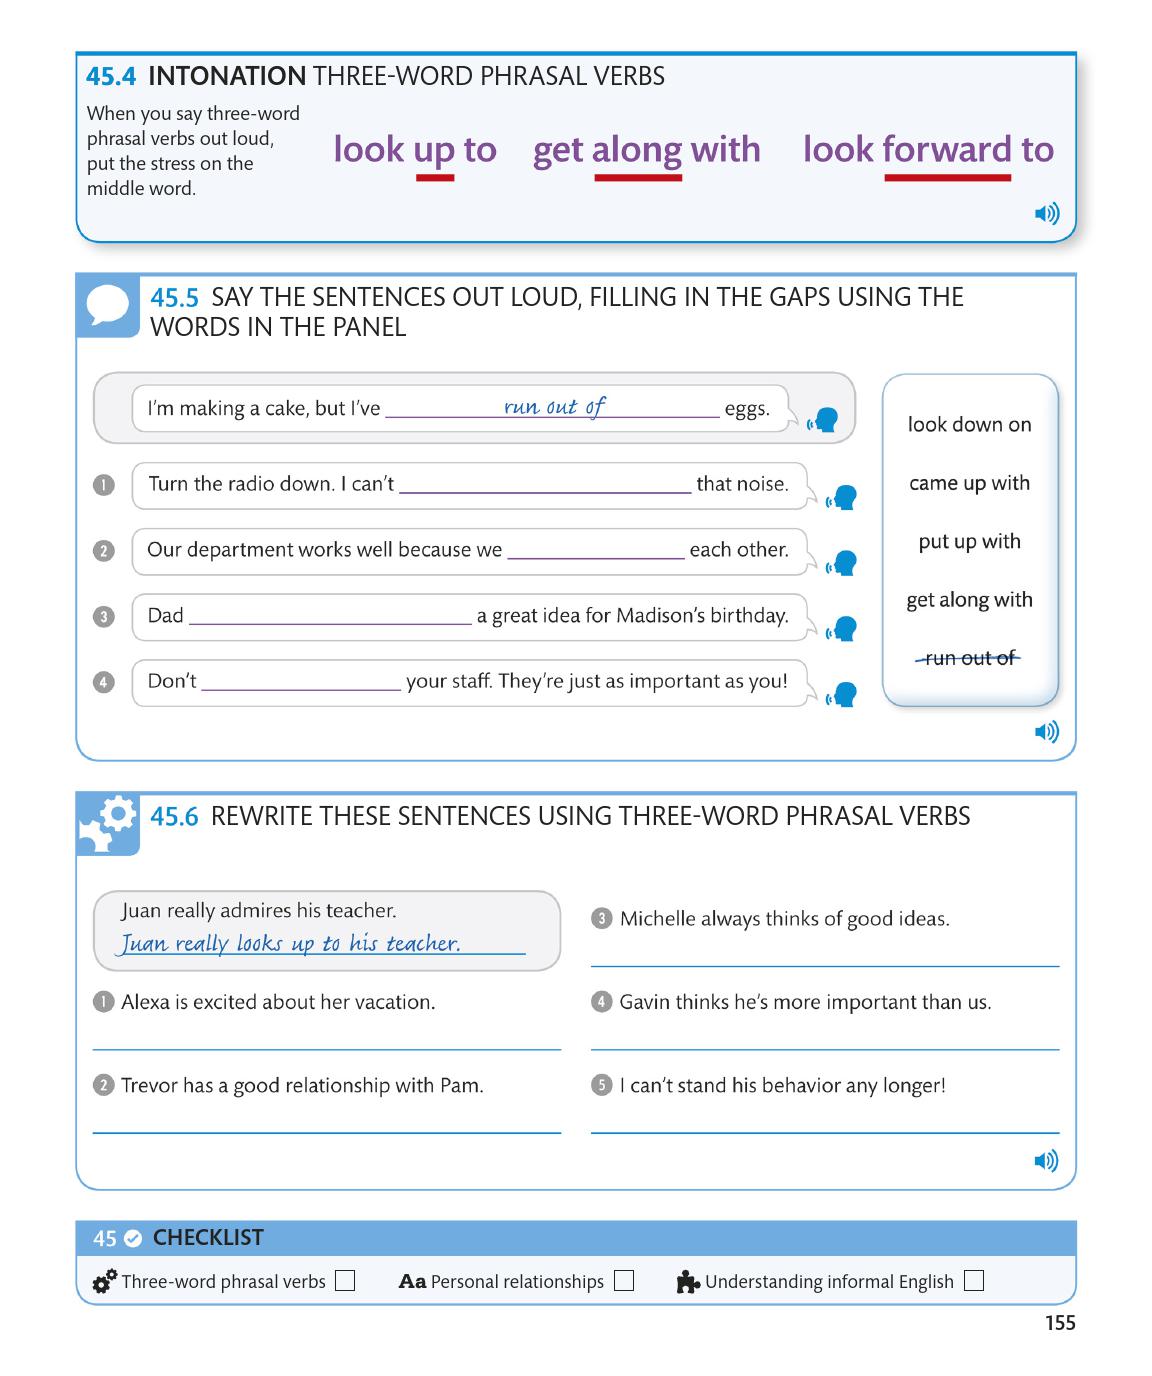 45.4 INTONATION THREE-WORD PHRASAL VERBS
When you say three-word
phrasal verbs out loud,
put the stress on the
middle word.
look up to get along with look forward to
45.5 SAY THE SENTENCES OUT LOUD, FILLING IN THE GAPS USING THE
WORDS IN THE PANEL
I'm making a cake, but I've run out of eggs.
1 Turn the radio down. I can't ____ that noise.
2 Our department works well because we ____ each other.
3 Dad ____ a great idea for Madison's birthday.
4 Don't ____ your staff. They're just as important as you!
look down on
came up with
put up with
get along with
run out of
45.6 REWRITE THESE SENTENCES USING THREE-WORD PHRASAL VERBS
Juan really admires his teacher.
Juan really looks up to his teacher.
1 Alexa is excited about her vacation.
2 Trevor has a good relationship with Pam.
3 Michelle always thinks of good ideas.
4 Gavin thinks he's more important than us.
5 I can't stand his behavior any longer!
45 CHECKLIST
Three-word phrasal verbs Aa Personal relationships Understanding informal English
155